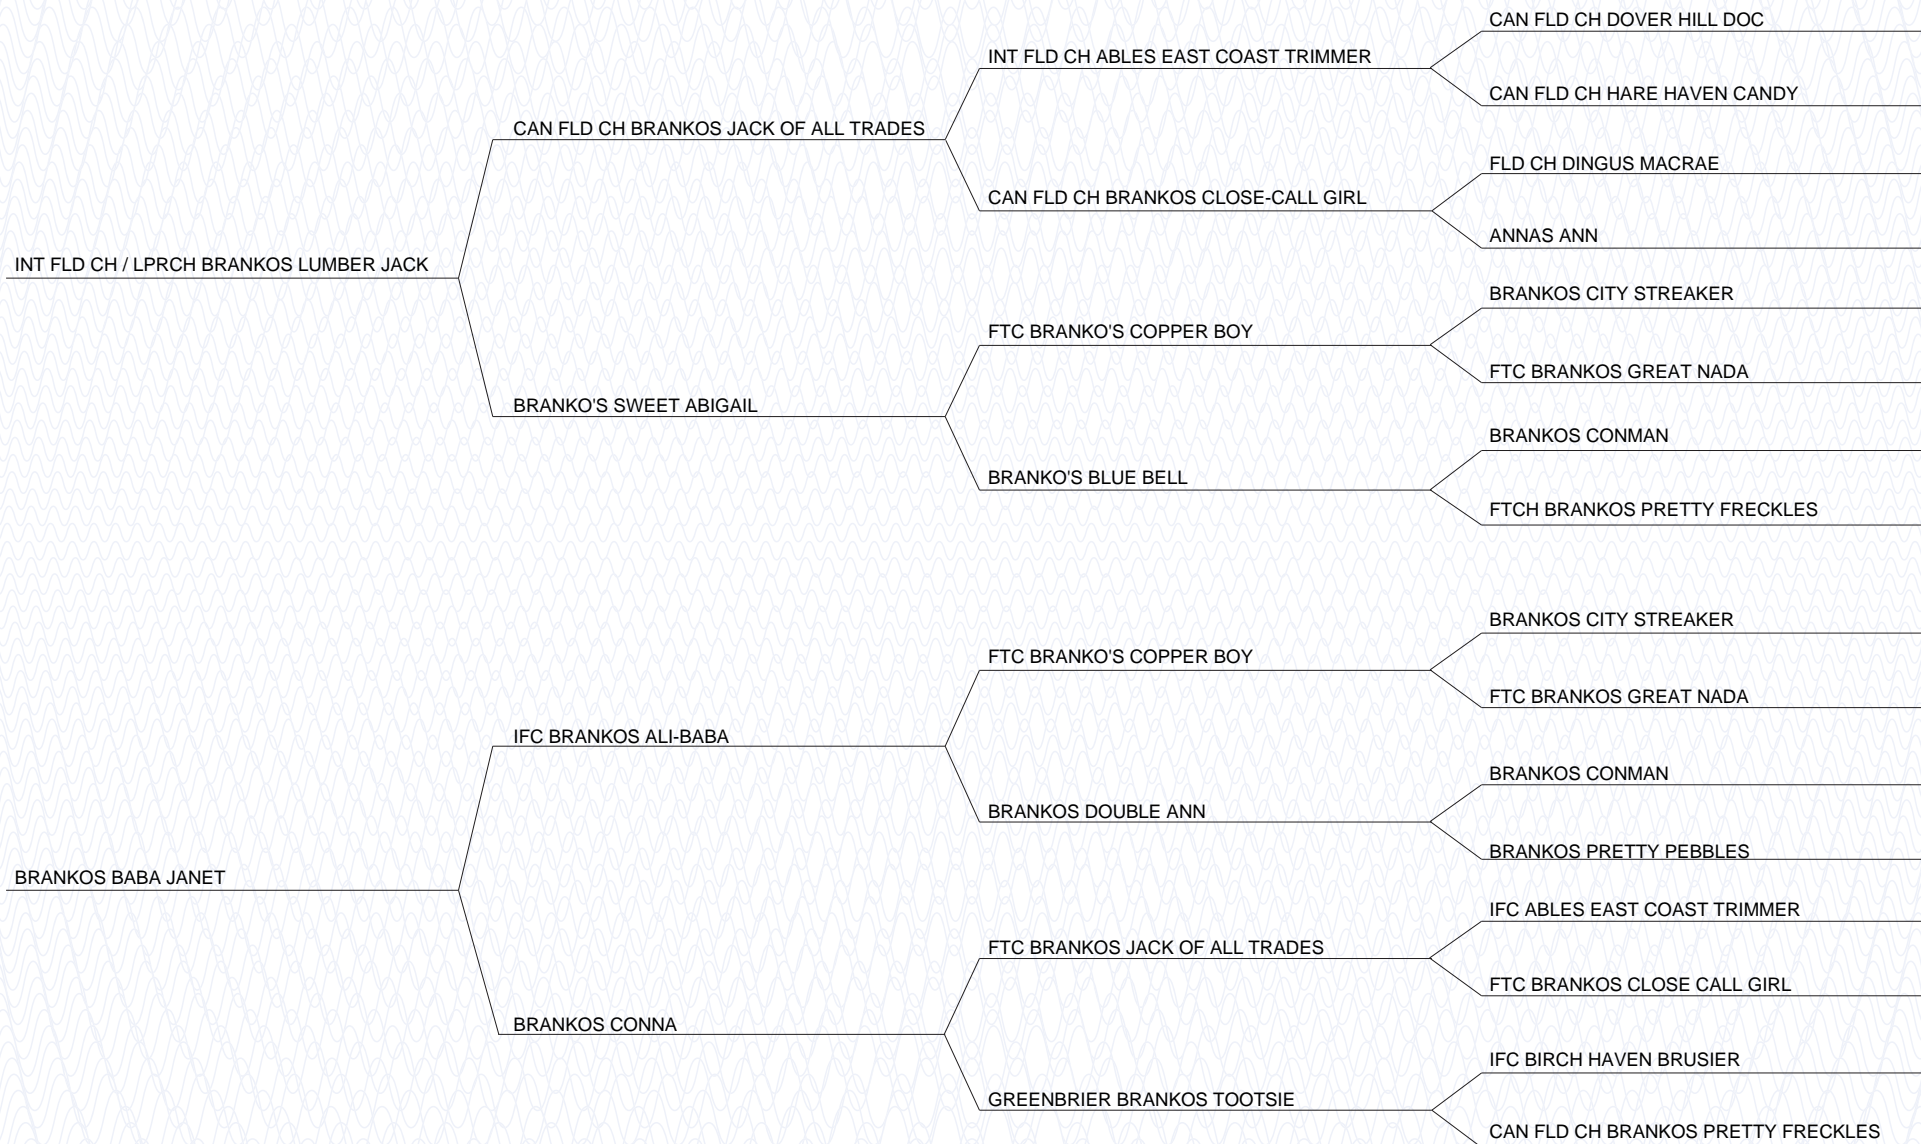 CAN FLD CH DOVER HILL DOC
INT FLD CH ABLES EAST COAST TRIMMER
CAN FLD CH HARE HAVEN CANDY
CAN FLD CH BRANKOS JACK OF ALL TRADES
FLD CH DINGUS MACRAE
CAN FLD CH BRANKOS CLOSE-CALL GIRL
ANNAS ANN
INT FLD CH / LPRCH BRANKOS LUMBER JACK
BRANKOS CITY STREAKER
FTC BRANKO'S COPPER BOY
FTC BRANKOS GREAT NADA
BRANKO'S SWEET ABIGAIL
BRANKOS CONMAN
BRANKO'S BLUE BELL
FTCH BRANKOS PRETTY FRECKLES
BRANKOS CITY STREAKER
FTC BRANKO'S COPPER BOY
FTC BRANKOS GREAT NADA
IFC BRANKOS ALI-BABA
BRANKOS CONMAN
BRANKOS DOUBLE ANN
BRANKOS PRETTY PEBBLES
BRANKOS BABA JANET
IFC ABLES EAST COAST TRIMMER
FTC BRANKOS JACK OF ALL TRADES
FTC BRANKOS CLOSE CALL GIRL
BRANKOS CONNA
IFC BIRCH HAVEN BRUSIER
GREENBRIER BRANKOS TOOTSIE
CAN FLD CH BRANKOS PRETTY FRECKLES